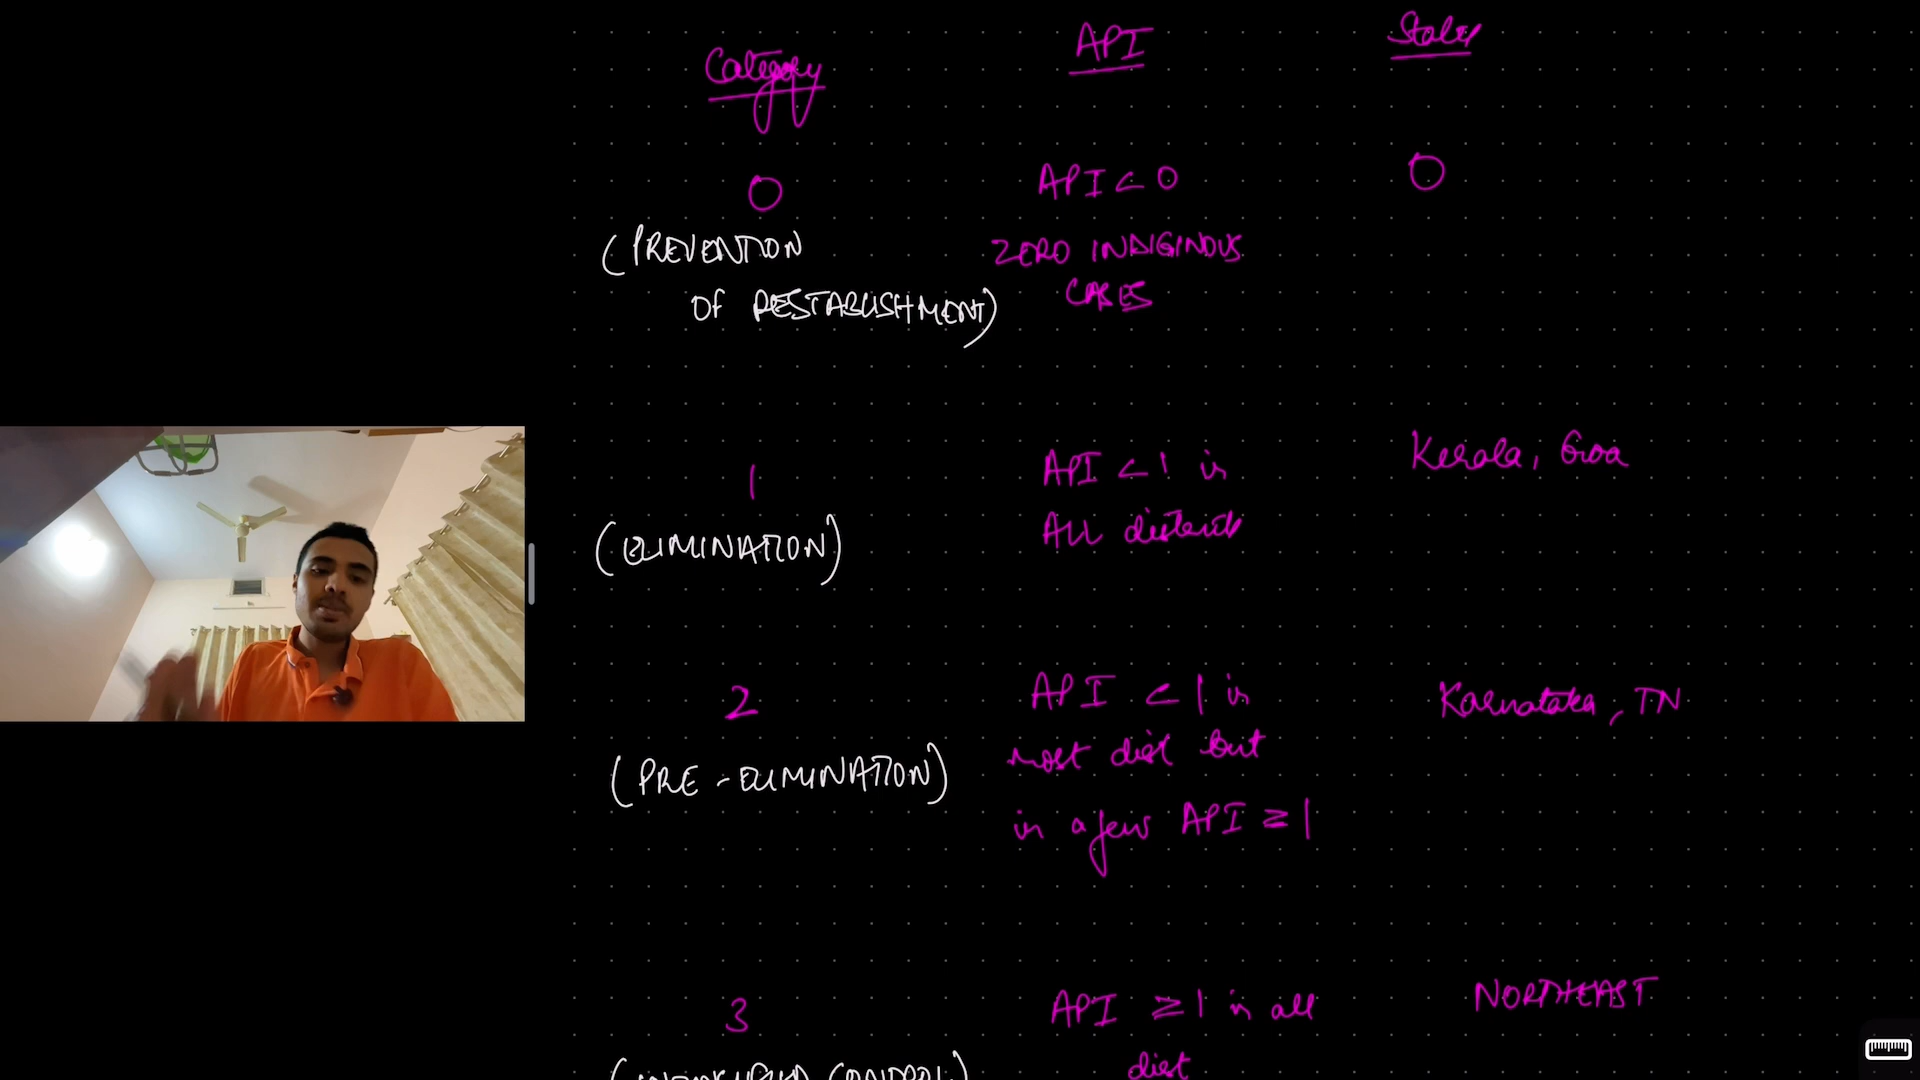 Category API States
0 API < 0 0
(PREVENTION ZERO INDIGINOUS
OF RESTABLISHMENT) CASES
1 API < 1 in Kerala, Goa
(ELIMINATION) ALL districts
2 API < 1 in Karnataka, TN
(PRE-ELIMINATION) most dist but
in a few API ≥ 1
3 API ≥ 1 in all NORTHEAST
CONTROL) dist